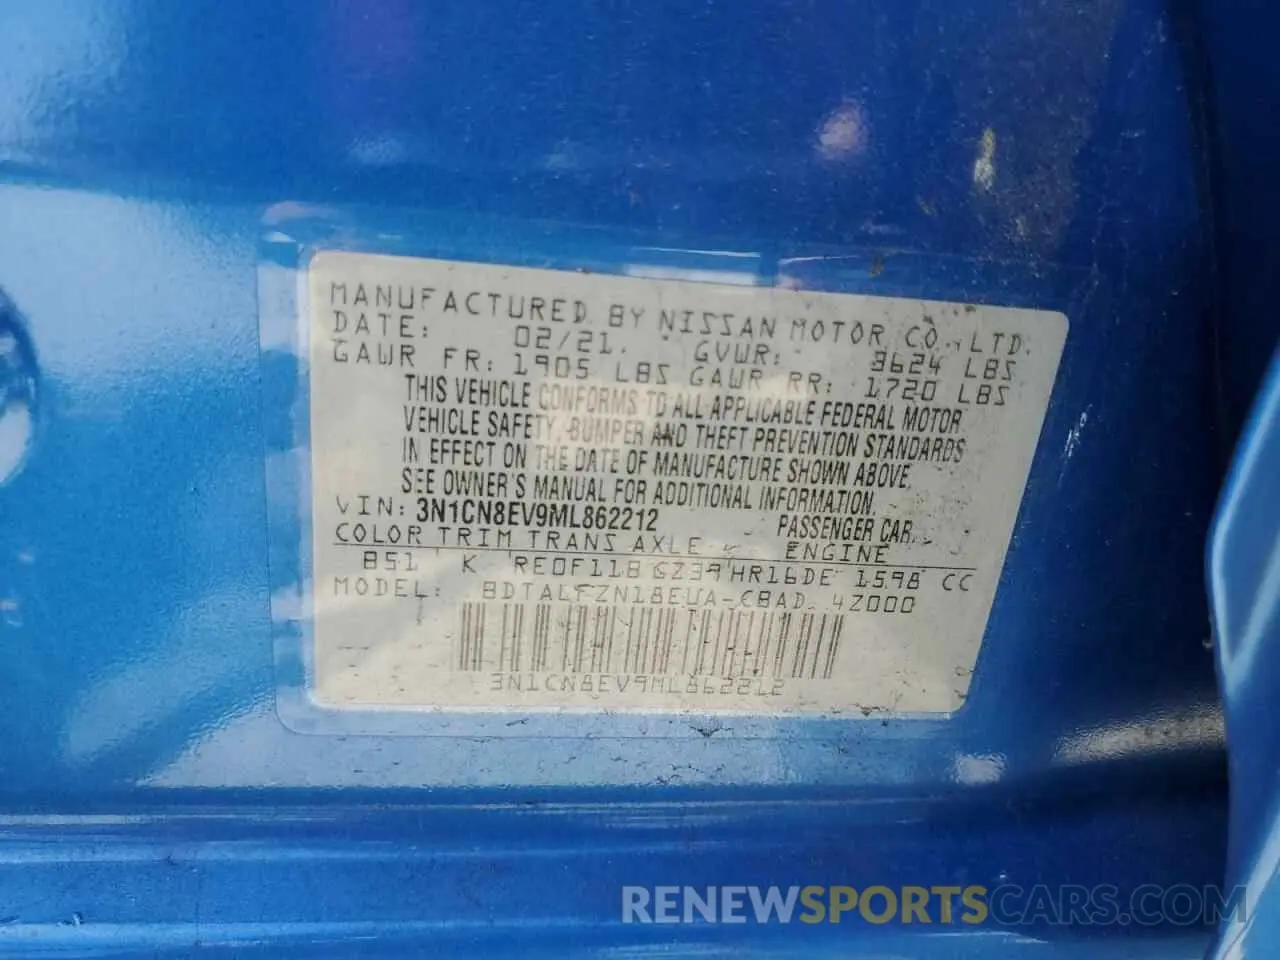 MANUFACTURED BY NISSAN MOTOR CO., LTD.
DATE: 02/21. GVWR: 3624 LBS
GAWR FR: 1905 LBS GAWR RR: 1720 LBS
THIS VEHICLE CONFORMS TO ALL APPLICABLE FEDERAL MOTOR
VEHICLE SAFETY, BUMPER AND THEFT PREVENTION STANDARDS
IN EFFECT ON THE DATE OF MANUFACTURE SHOWN ABOVE,
SEE OWNER'S MANUAL FOR ADDITIONAL INFORMATION.
VIN: 3N1CN8EV9ML862212 PASSENGER CAR
COLOR TRIM TRANS AXLE ENGINE
B51 K RE0F11B GZ39 HR16DE 1598 CC
MODEL: BDTALFZN18EUA-CBAD 4Z000
3N1CN8EV9ML862212
RENEWSPORTSCARS.COM